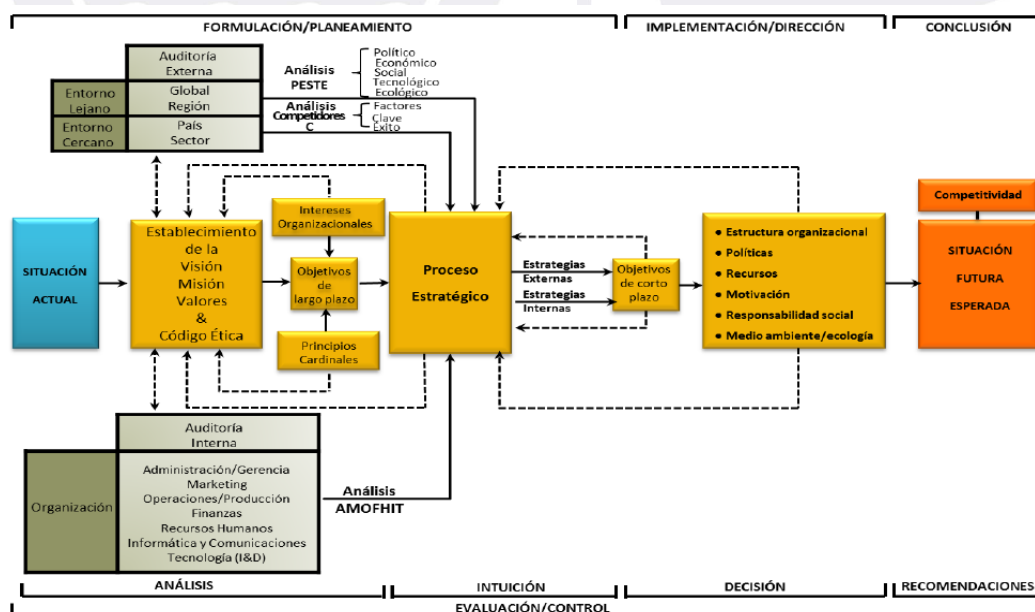 FORMULACIÓN/PLANEAMIENTO
IMPLEMENTACIÓN/DIRECCIÓN
CONCLUSIÓN
Auditoría
Externa
Entorno
Lejano
Global
Región
Entorno
Cercano
País
Sector
Análisis
PESTE
Político
Económico
Social
Tecnológico
Ecológico
Análisis
Competidores
C
Factores
Clave
Éxito
SITUACIÓN
ACTUAL
Establecimiento
de la
Visión
Misión
Valores
&
Código Ética
Intereses
Organizacionales
Objetivos
de
largo plazo
Principios
Cardinales
Proceso
Estratégico
Estrategias
Externas
Estrategias
Internas
Objetivos
de corto
plazo
• Estructura organizacional
• Políticas
• Recursos
• Motivación
• Responsabilidad social
• Medio ambiente/ecología
Competitividad
SITUACIÓN
FUTURA
ESPERADA
Auditoría
Interna
Organización
Administración/Gerencia
Marketing
Operaciones/Producción
Finanzas
Recursos Humanos
Informática y Comunicaciones
Tecnología (I&D)
Análisis
AMOFHIT
ANÁLISIS
INTUICIÓN
DECISIÓN
RECOMENDACIONES
EVALUACIÓN/CONTROL